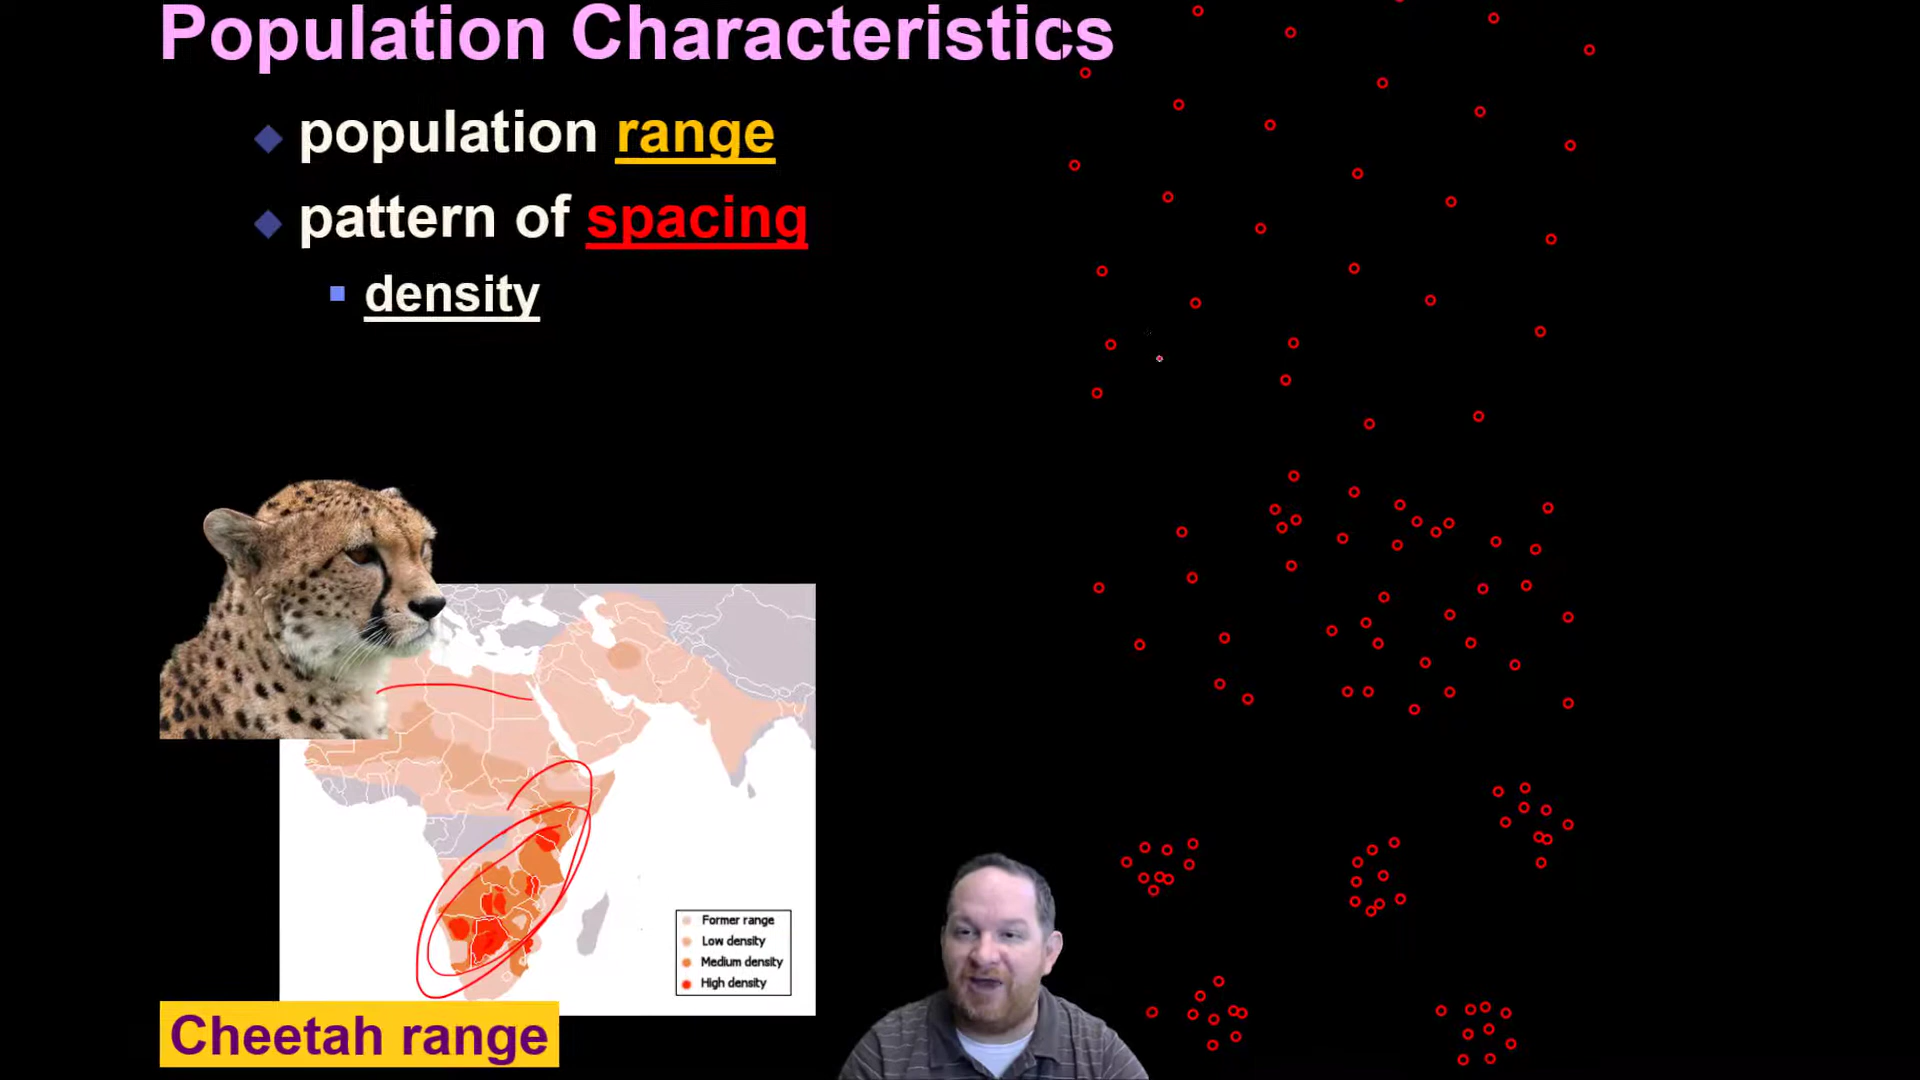 Population Characteristics
population range
pattern of spacing
density
Former range
Low density
Medium density
High density
Cheetah range